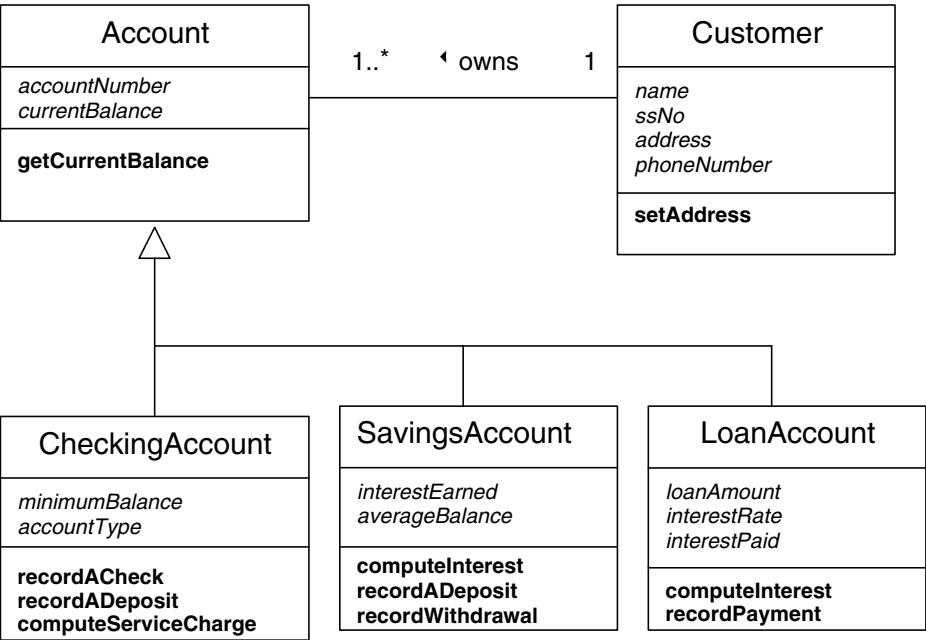 Account
accountNumber
currentBalance
getCurrentBalance
1..* owns 1
Customer
name
ssNo
address
phoneNumber
setAddress
CheckingAccount
minimumBalance
accountType
recordACheck
recordADeposit
computeServiceCharge
SavingsAccount
interestEarned
averageBalance
computeInterest
recordADeposit
recordWithdrawal
LoanAccount
loanAmount
interestRate
interestPaid
computeInterest
recordPayment